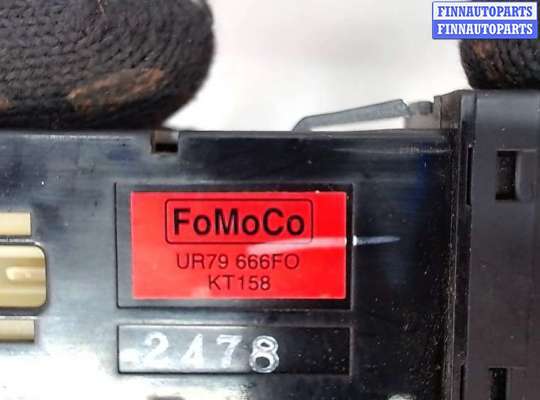 FINNAUTOPARTS
FINNAUTOPARTS
FoMoCo
UR79 666FO
KT158
2478